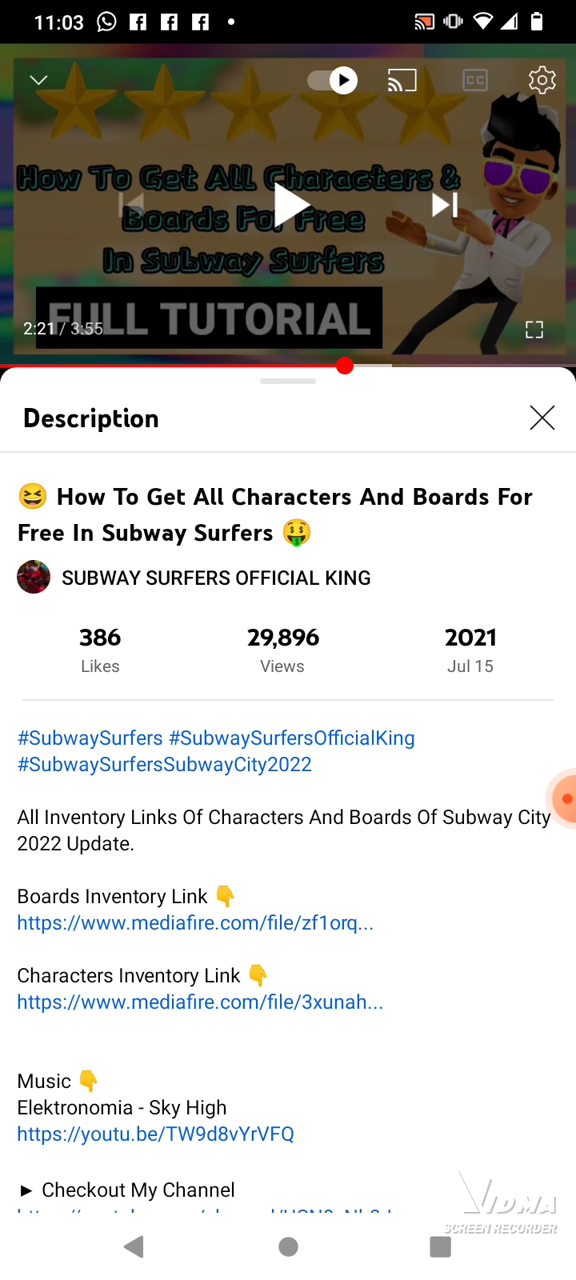 11:03
CC
How To Get All Characters &
Boards For Free
In Subway Surfers
FULL TUTORIAL
2:21 / 3:55
Description
😆 How To Get All Characters And Boards For
Free In Subway Surfers 🤑
SUBWAY SURFERS OFFICIAL KING
386 29,896 2021
Likes Views Jul 15
#SubwaySurfers #SubwaySurfersOfficialKing
#SubwaySurfersSubwayCity2022
All Inventory Links Of Characters And Boards Of Subway City
2022 Update.
Boards Inventory Link 👇
https://www.mediafire.com/file/zf1orq...
Characters Inventory Link 👇
https://www.mediafire.com/file/3xunah...
Music 👇
Elektronomia - Sky High
https://youtu.be/TW9d8vYrVFQ
► Checkout My Channel
VIDMA
SCREEN RECORDER